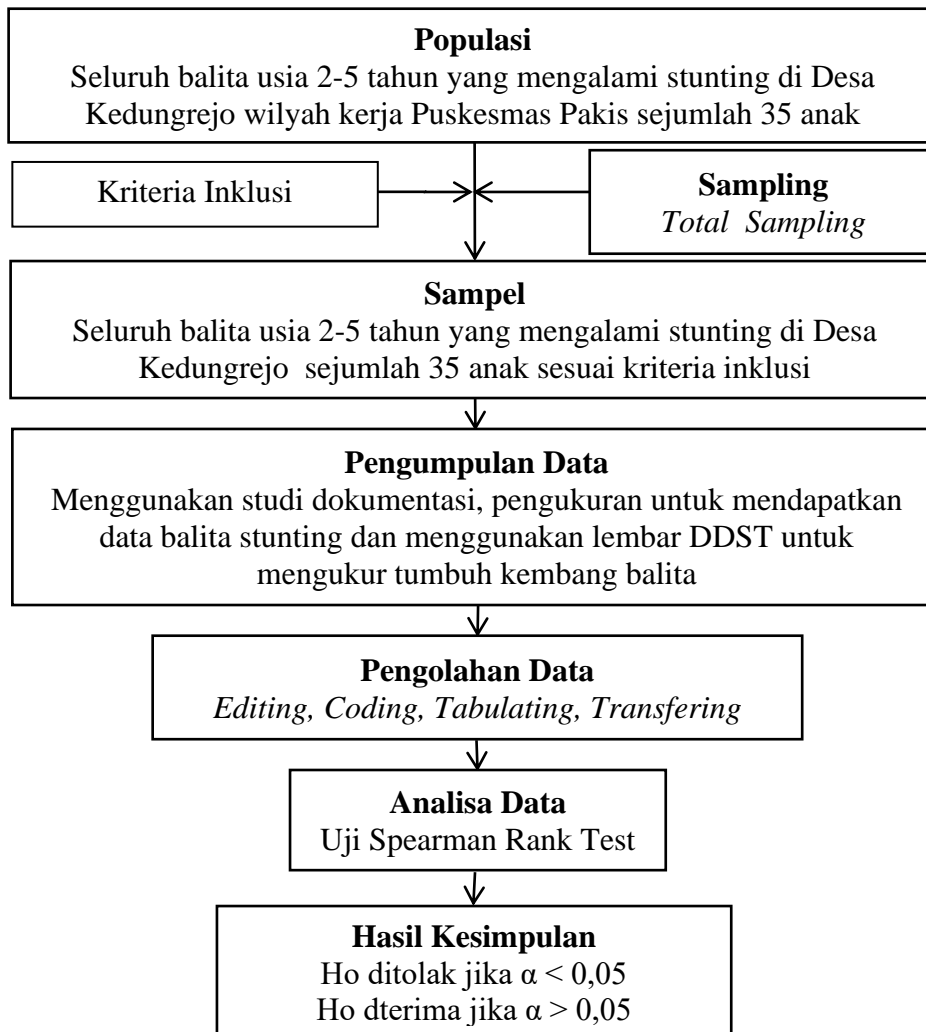 Populasi
Seluruh balita usia 2-5 tahun yang mengalami stunting di Desa
Kedungrejo wilyah kerja Puskesmas Pakis sejumlah 35 anak
Kriteria Inklusi
Sampling
Total Sampling
Sampel
Seluruh balita usia 2-5 tahun yang mengalami stunting di Desa
Kedungrejo sejumlah 35 anak sesuai kriteria inklusi
Pengumpulan Data
Menggunakan studi dokumentasi, pengukuran untuk mendapatkan
data balita stunting dan menggunakan lembar DDST untuk
mengukur tumbuh kembang balita
Pengolahan Data
Editing, Coding, Tabulating, Transfering
Analisa Data
Uji Spearman Rank Test
Hasil Kesimpulan
Ho ditolak jika α < 0,05
Ho dterima jika α > 0,05